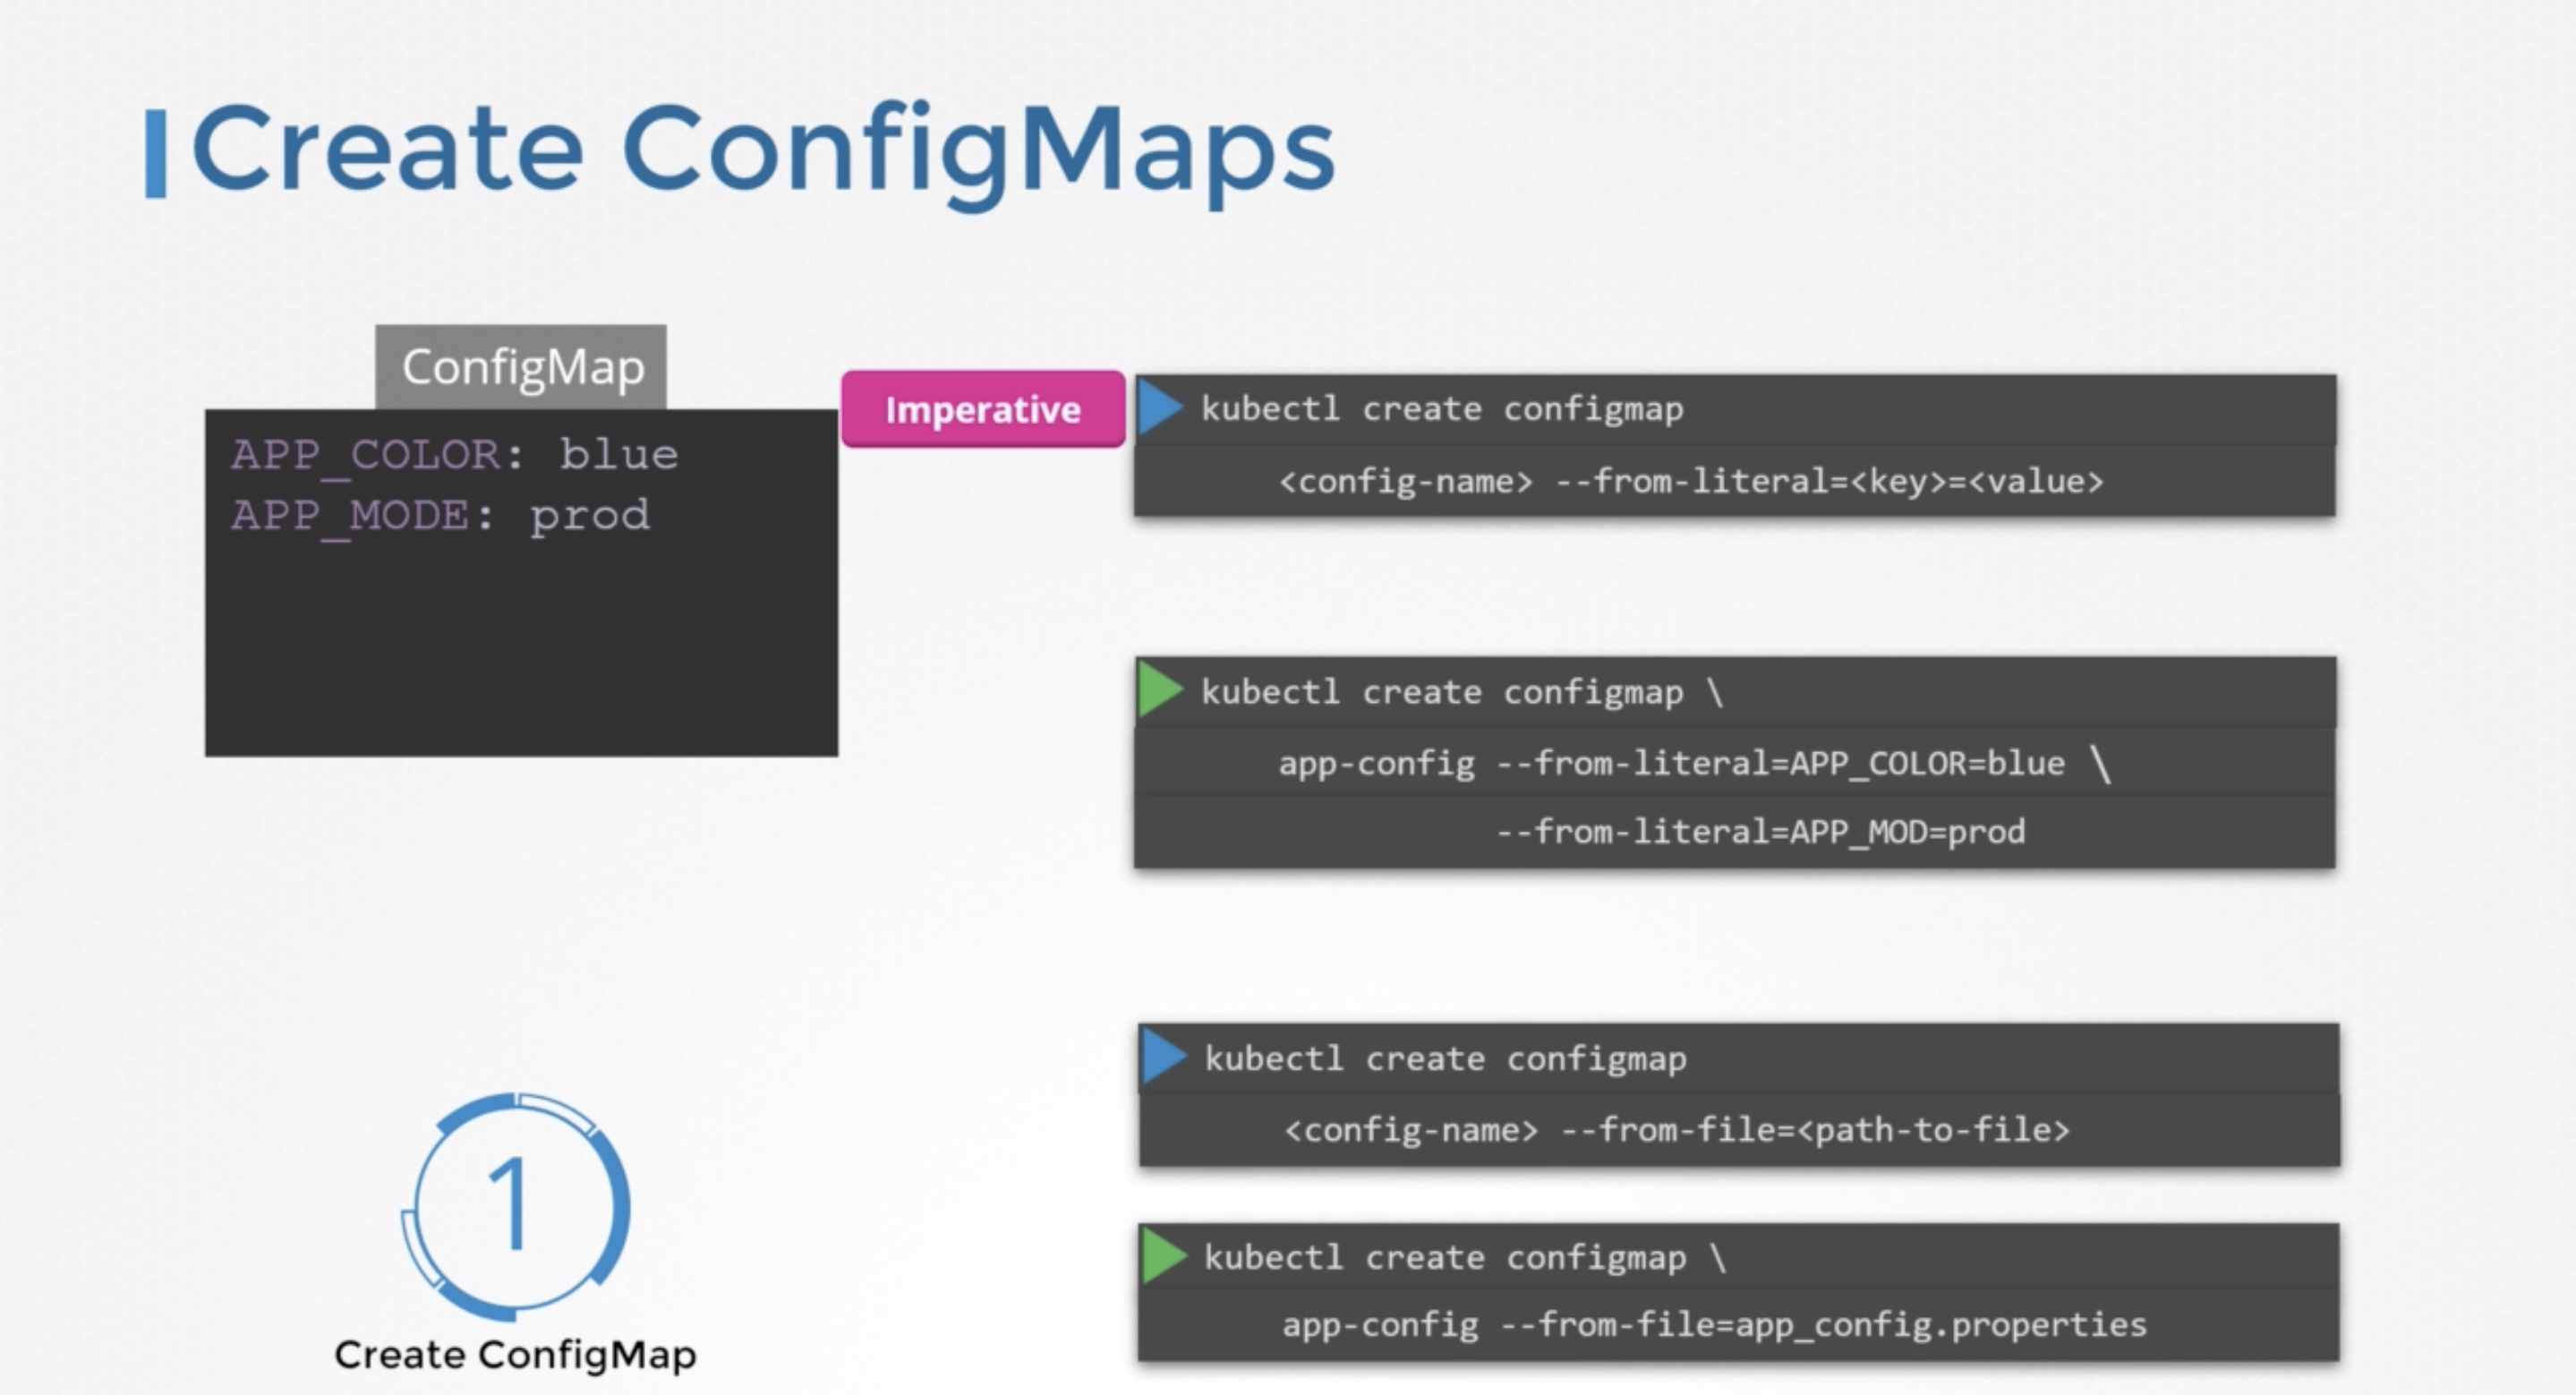 Create ConfigMaps
ConfigMap
APP_COLOR: blue
APP_MODE: prod
Imperative
kubectl create configmap
<config-name> --from-literal=<key>=<value>
kubectl create configmap \
app-config --from-literal=APP_COLOR=blue \
--from-literal=APP_MOD=prod
kubectl create configmap
<config-name> --from-file=<path-to-file>
kubectl create configmap \
app-config --from-file=app_config.properties
1
Create ConfigMap